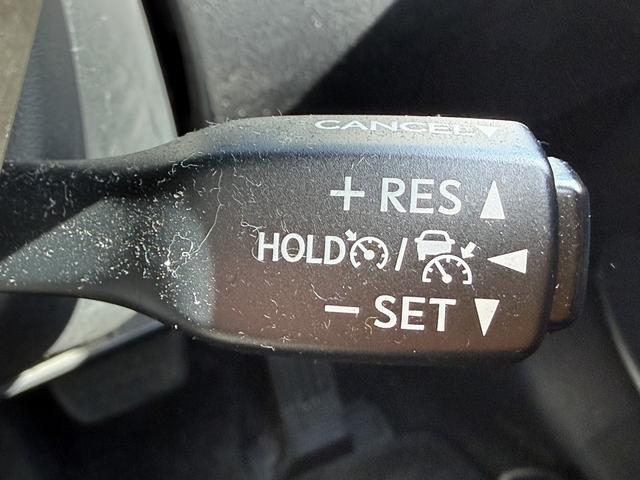 CANCEL▼
+ RES ▲
HOLD / ◀
− SET ▼